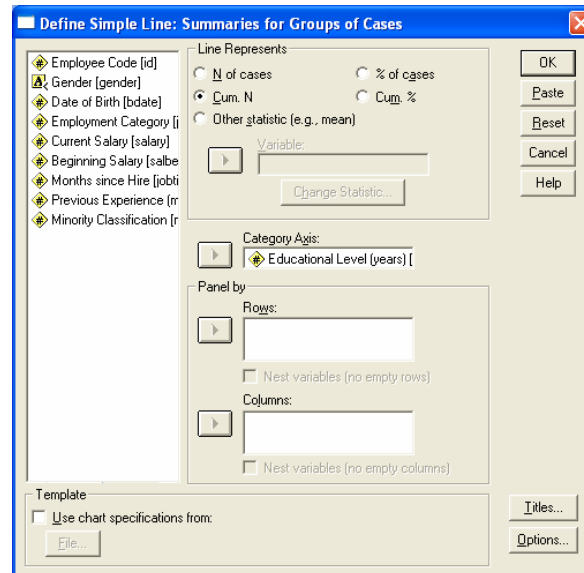 Define Simple Line: Summaries for Groups of Cases
Employee Code [id]
Gender [gender]
Date of Birth [bdate]
Employment Category [j
Current Salary [salary]
Beginning Salary [salbe
Months since Hire [jobti
Previous Experience (m
Minority Classification [r
Line Represents
N of cases
% of cases
Cum. N
Cum. %
Other statistic (e.g., mean)
Variable:
Change Statistic...
Category Axis:
Educational Level (years) [
Panel by
Rows:
Nest variables (no empty rows)
Columns:
Nest variables (no empty columns)
OK
Paste
Reset
Cancel
Help
Template
Use chart specifications from:
File...
Titles...
Options...